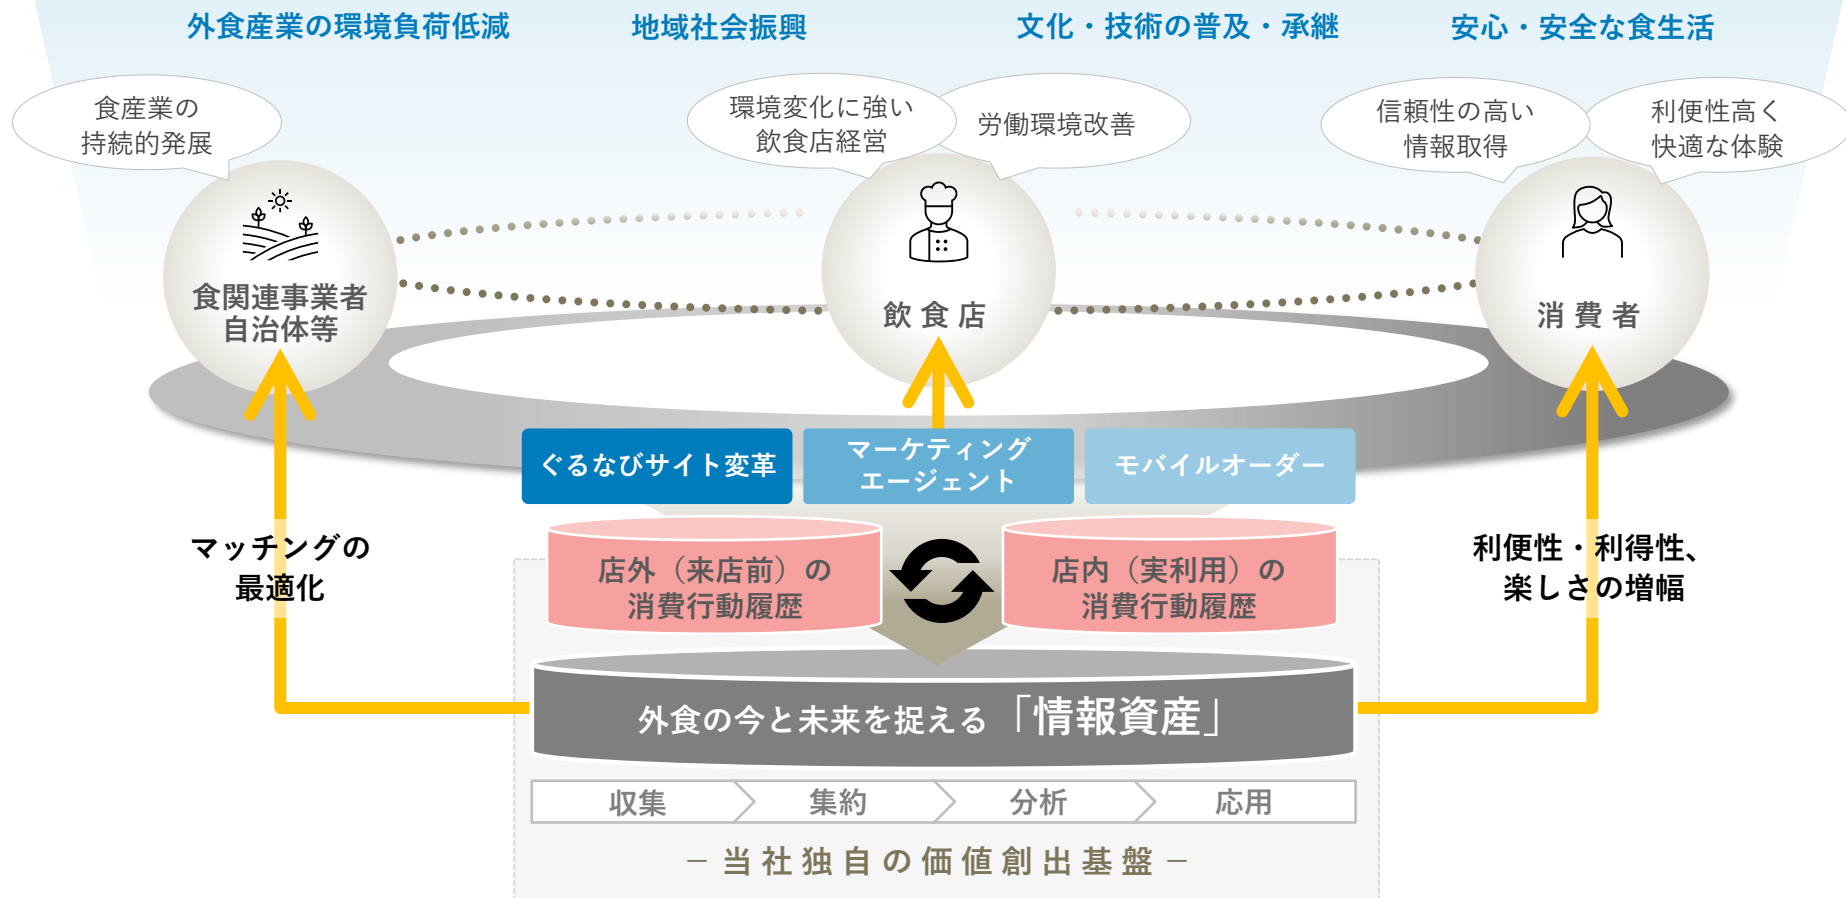 外食産業の環境負荷低減
地域社会振興
文化・技術の普及・承継
安心・安全な食生活
食産業の
持続的発展
環境変化に強い
飲食店経営
労働環境改善
信頼性の高い
情報取得
利便性高く
快適な体験
食関連事業者
自治体等
飲食店
消費者
ぐるなびサイト変革
マーケティング
エージェント
モバイルオーダー
マッチングの
最適化
店外（来店前）の
消費行動履歴
店内（実利用）の
消費行動履歴
利便性・利得性、
楽しさの増幅
外食の今と未来を捉える「情報資産」
収集
集約
分析
応用
－当社独自の価値創出基盤－